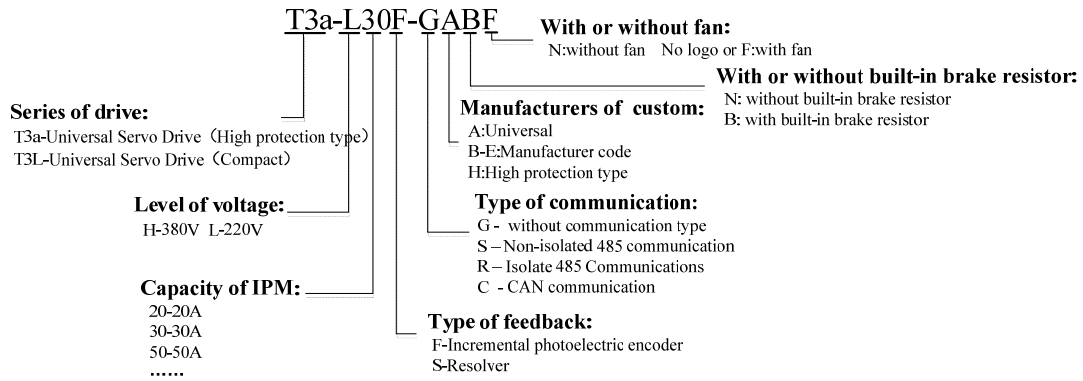 T3a-L30F-GABF
With or without fan:
N:without fan No logo or F:with fan
With or without built-in brake resistor:
N: without built-in brake resistor
B: with built-in brake resistor
Series of drive:
T3a-Universal Servo Drive（High protection type）
T3L-Universal Servo Drive（Compact）
Manufacturers of custom:
A:Universal
B-E:Manufacturer code
H:High protection type
Level of voltage:
H-380V L-220V
Type of communication:
G - without communication type
S – Non-isolated 485 communication
R – Isolate 485 Communications
C - CAN communication
Capacity of IPM:
20-20A
30-30A
50-50A
......
Type of feedback:
F-Incremental photoelectric encoder
S-Resolver